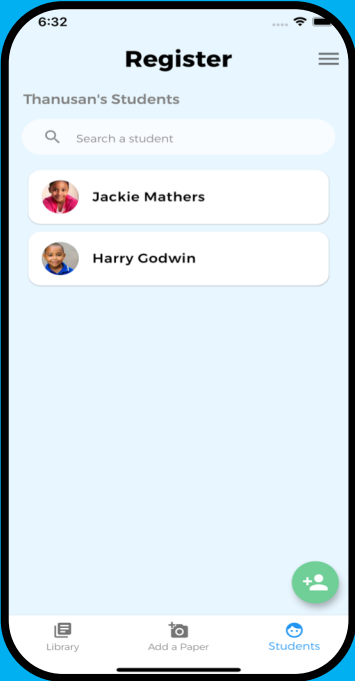 6:32
Register
Thanusan's Students
Search a student
Jackie Mathers
Harry Godwin
Library
Add a Paper
Students